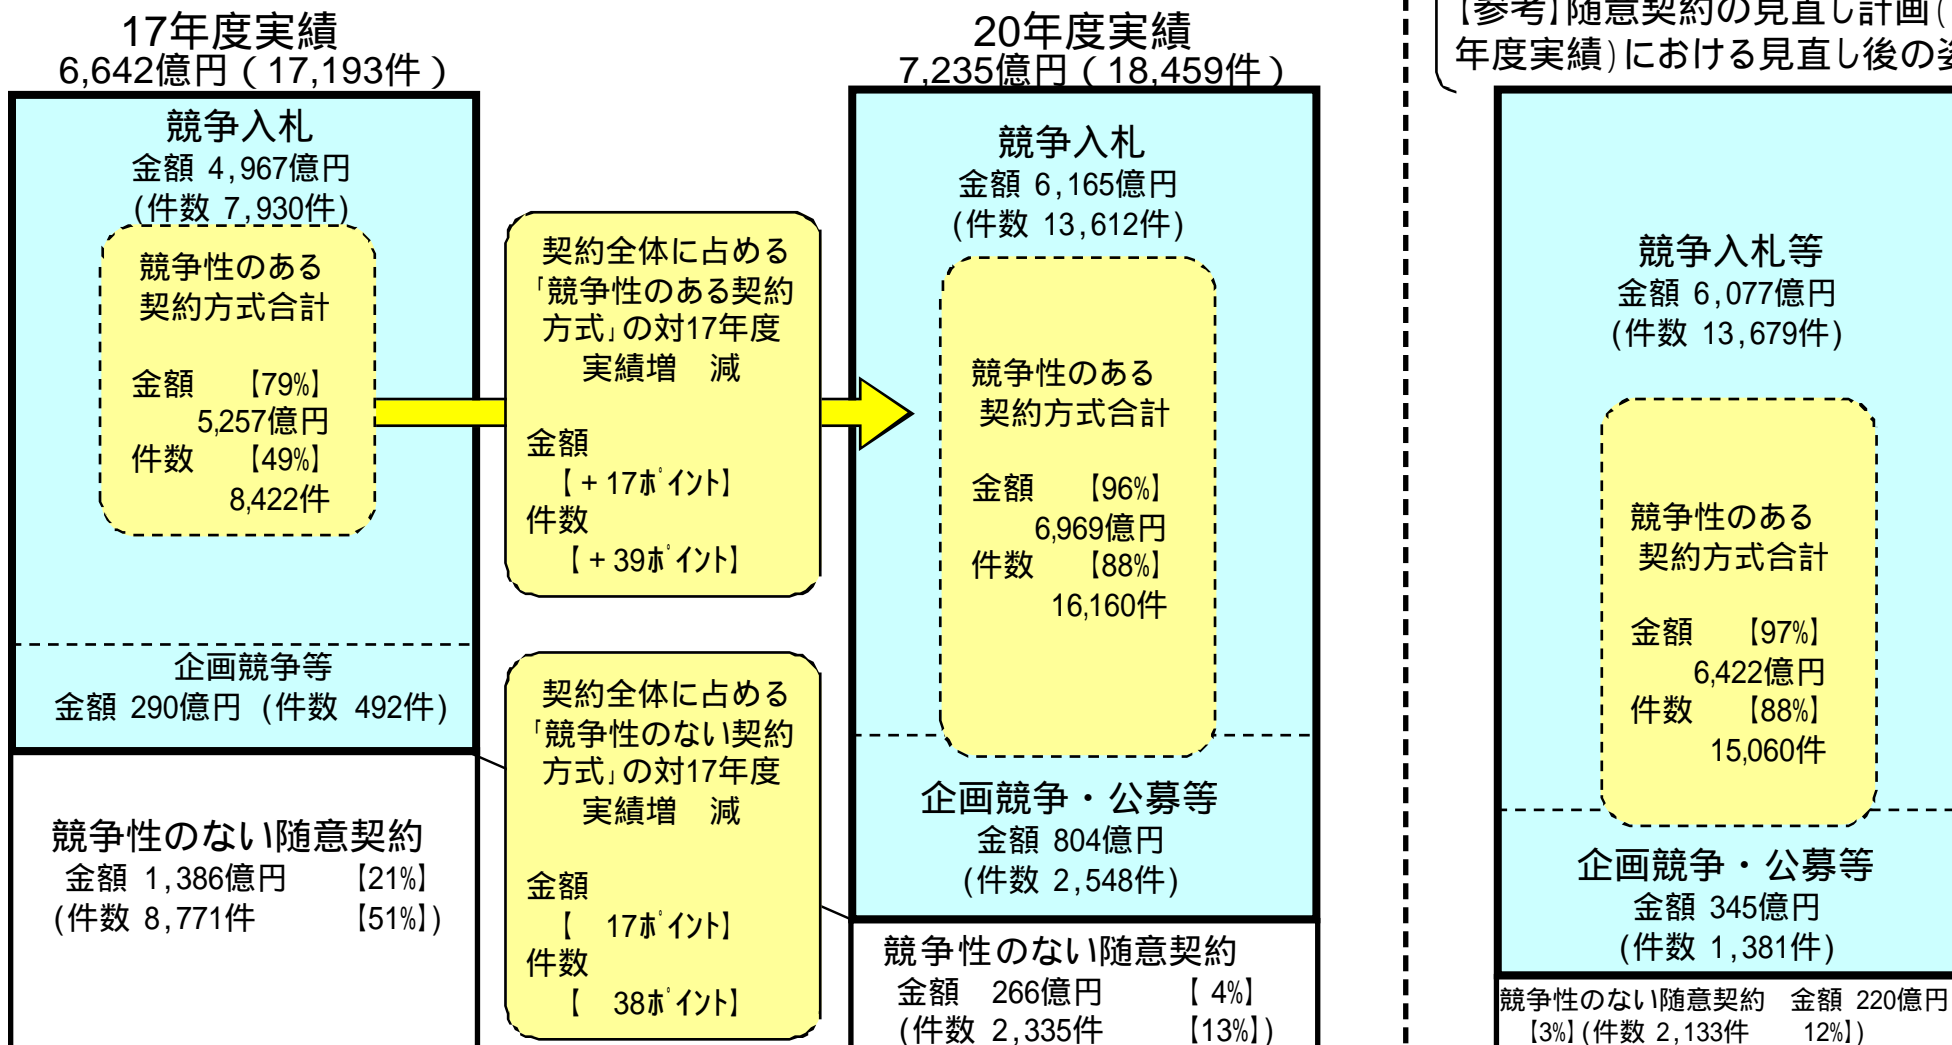 17年度実績
6,642億円（17,193件）
競争入札
金額 4,967億円
(件数 7,930件)
競争性のある
契約方式合計
金額 【79%】
5,257億円
件数 【49%】
8,422件
企画競争等
金額 290億円 (件数 492件)
競争性のない随意契約
金額 1,386億円 【21%】
(件数 8,771件 【51%】)
契約全体に占める
「競争性のある契約
方式」の対17年度
実績増 減
金額
【+17ﾎﾟｲﾝﾄ】
件数
【+39ﾎﾟｲﾝﾄ】
契約全体に占める
「競争性のない契約
方式」の対17年度
実績増 減
金額
【 17ﾎﾟｲﾝﾄ】
件数
【 38ﾎﾟｲﾝﾄ】
20年度実績
7,235億円（18,459件）
競争入札
金額 6,165億円
(件数 13,612件)
競争性のある
契約方式合計
金額 【96%】
6,969億円
件数 【88%】
16,160件
企画競争・公募等
金額 804億円
(件数 2,548件)
競争性のない随意契約
金額 266億円 【 4%】
(件数 2,335件 【13%】)
【参考】随意契約の見直し計画(
年度実績)における見直し後の姿
競争入札等
金額 6,077億円
(件数 13,679件)
競争性のある
契約方式合計
金額 【97%】
6,422億円
件数 【88%】
15,060件
企画競争・公募等
金額 345億円
(件数 1,381件)
競争性のない随意契約 金額 220億円
【3%】(件数 2,133件 12%】)